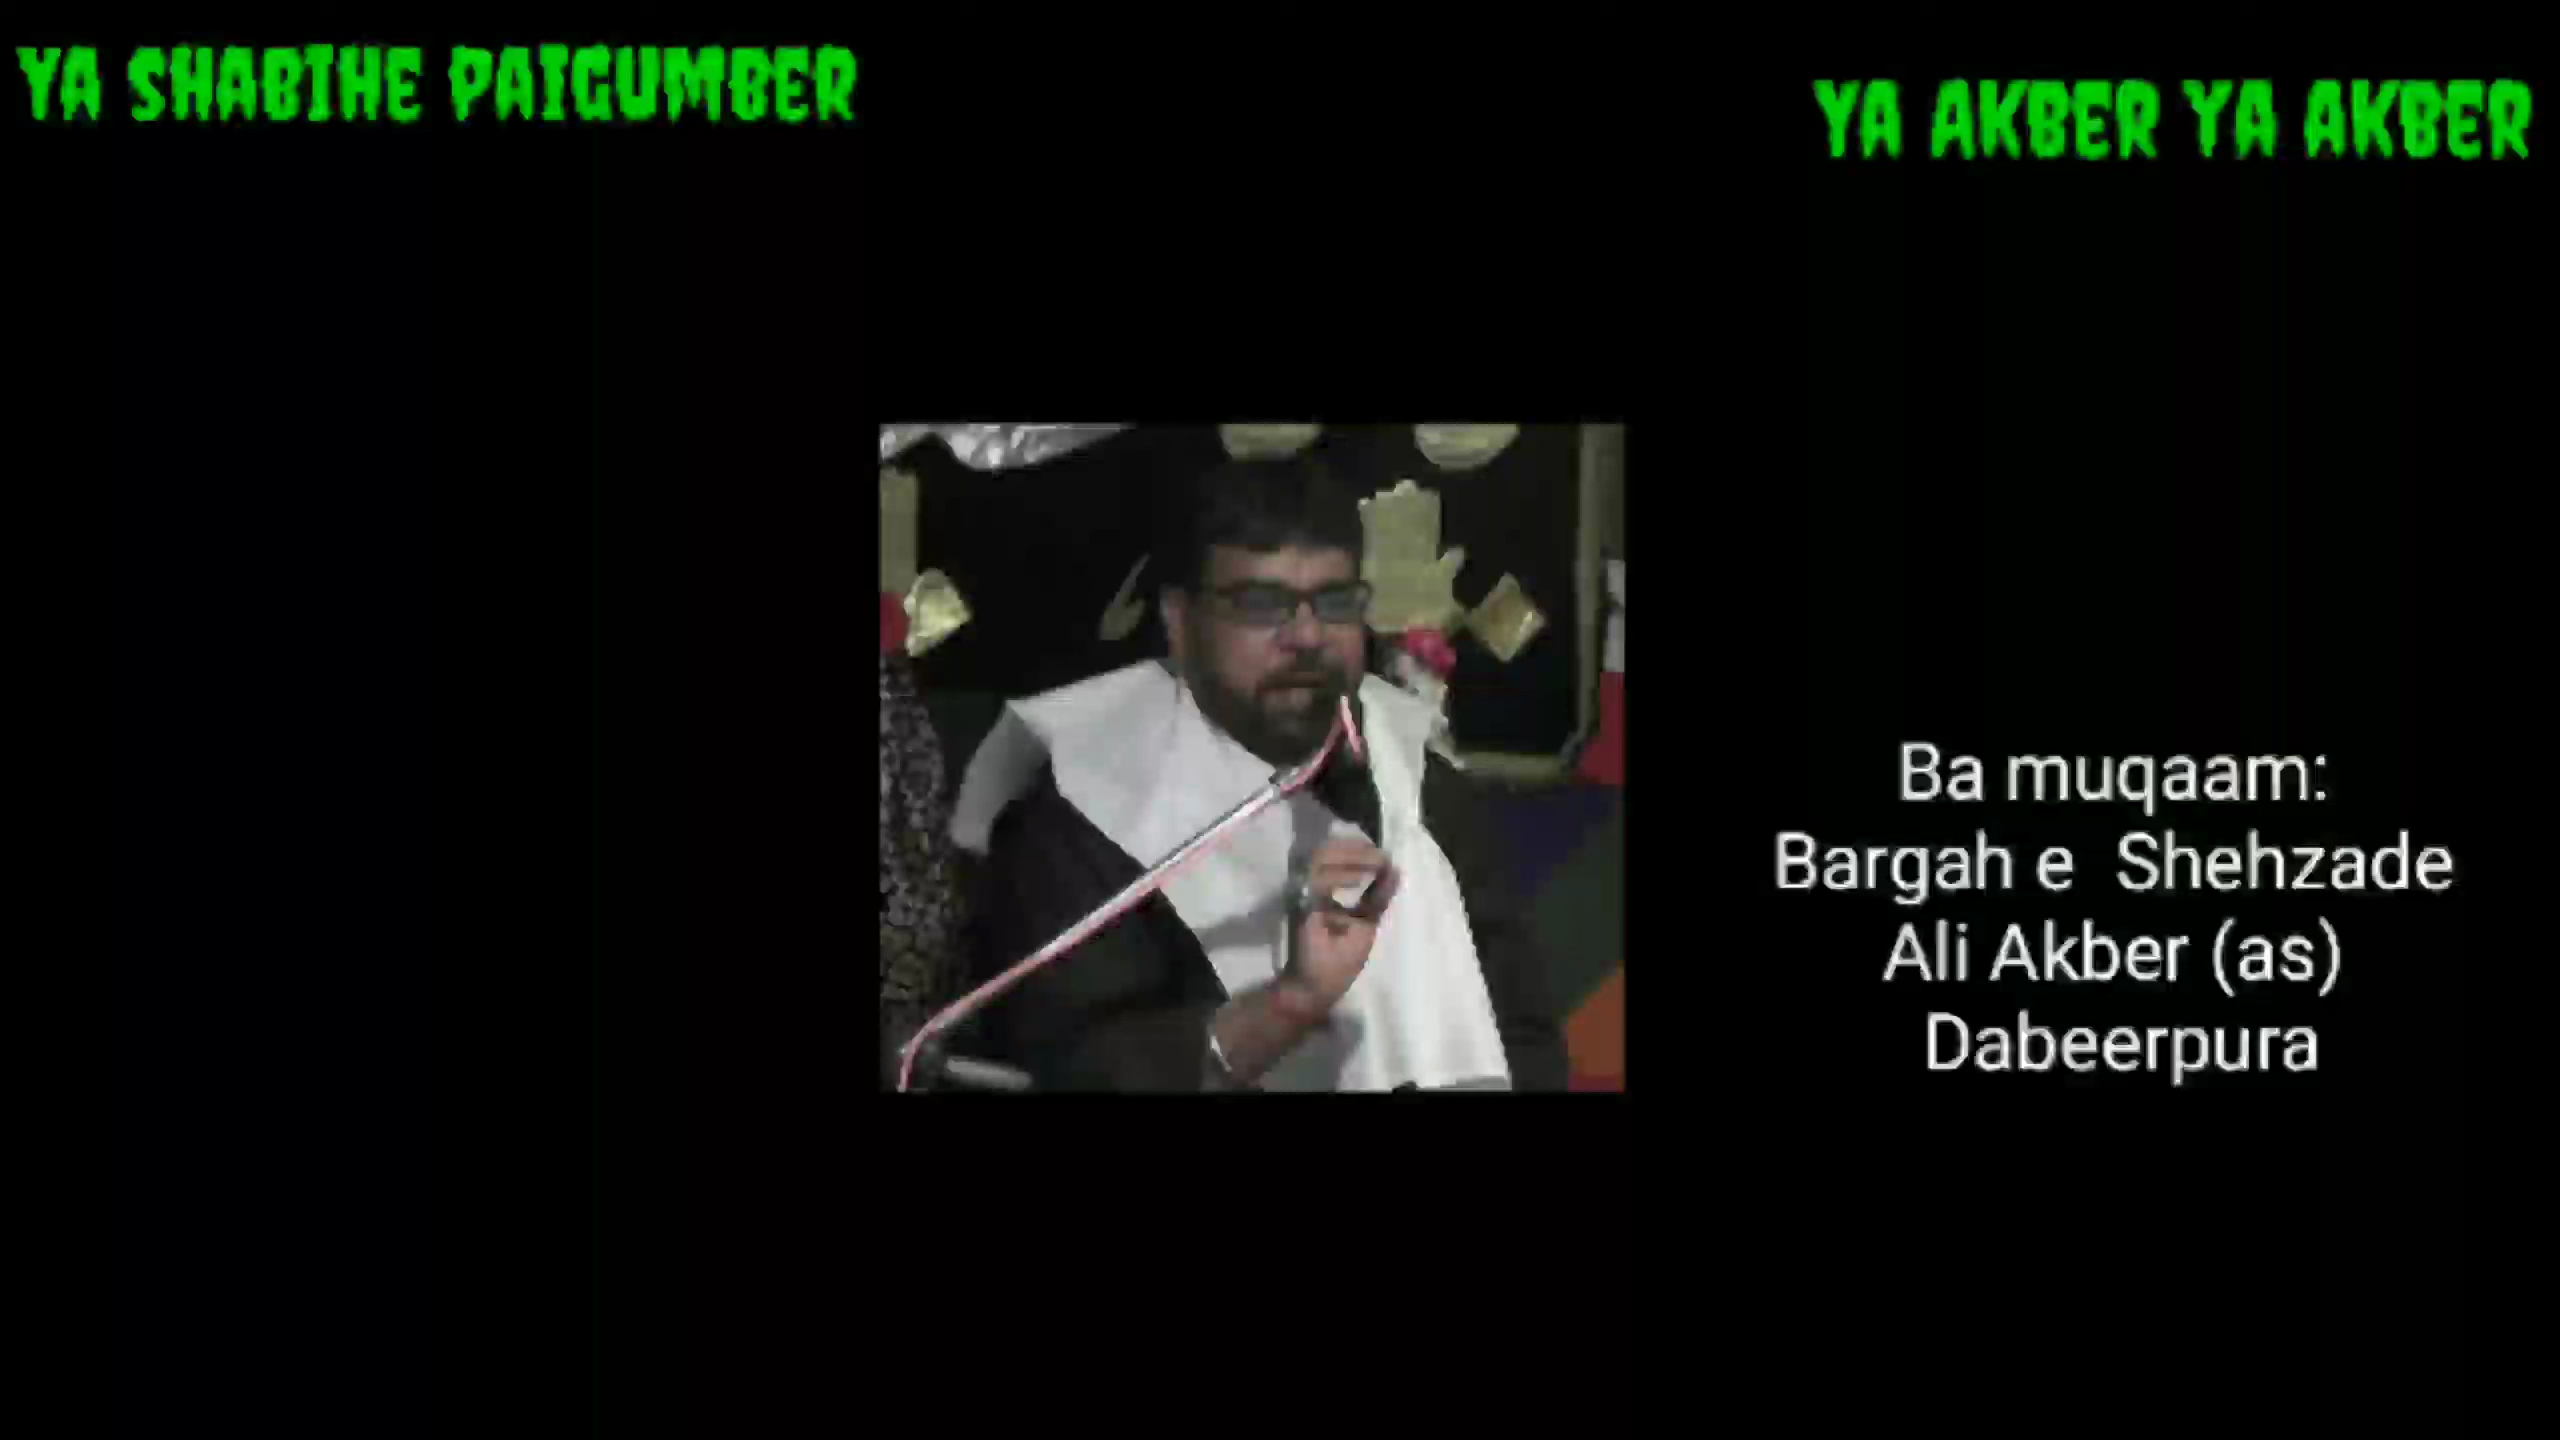 YA SHABIHE PAIGUMBER
YA AKBER YA AKBER
Ba muqaam:
Bargah e Shehzade
Ali Akber (as)
Dabeerpura